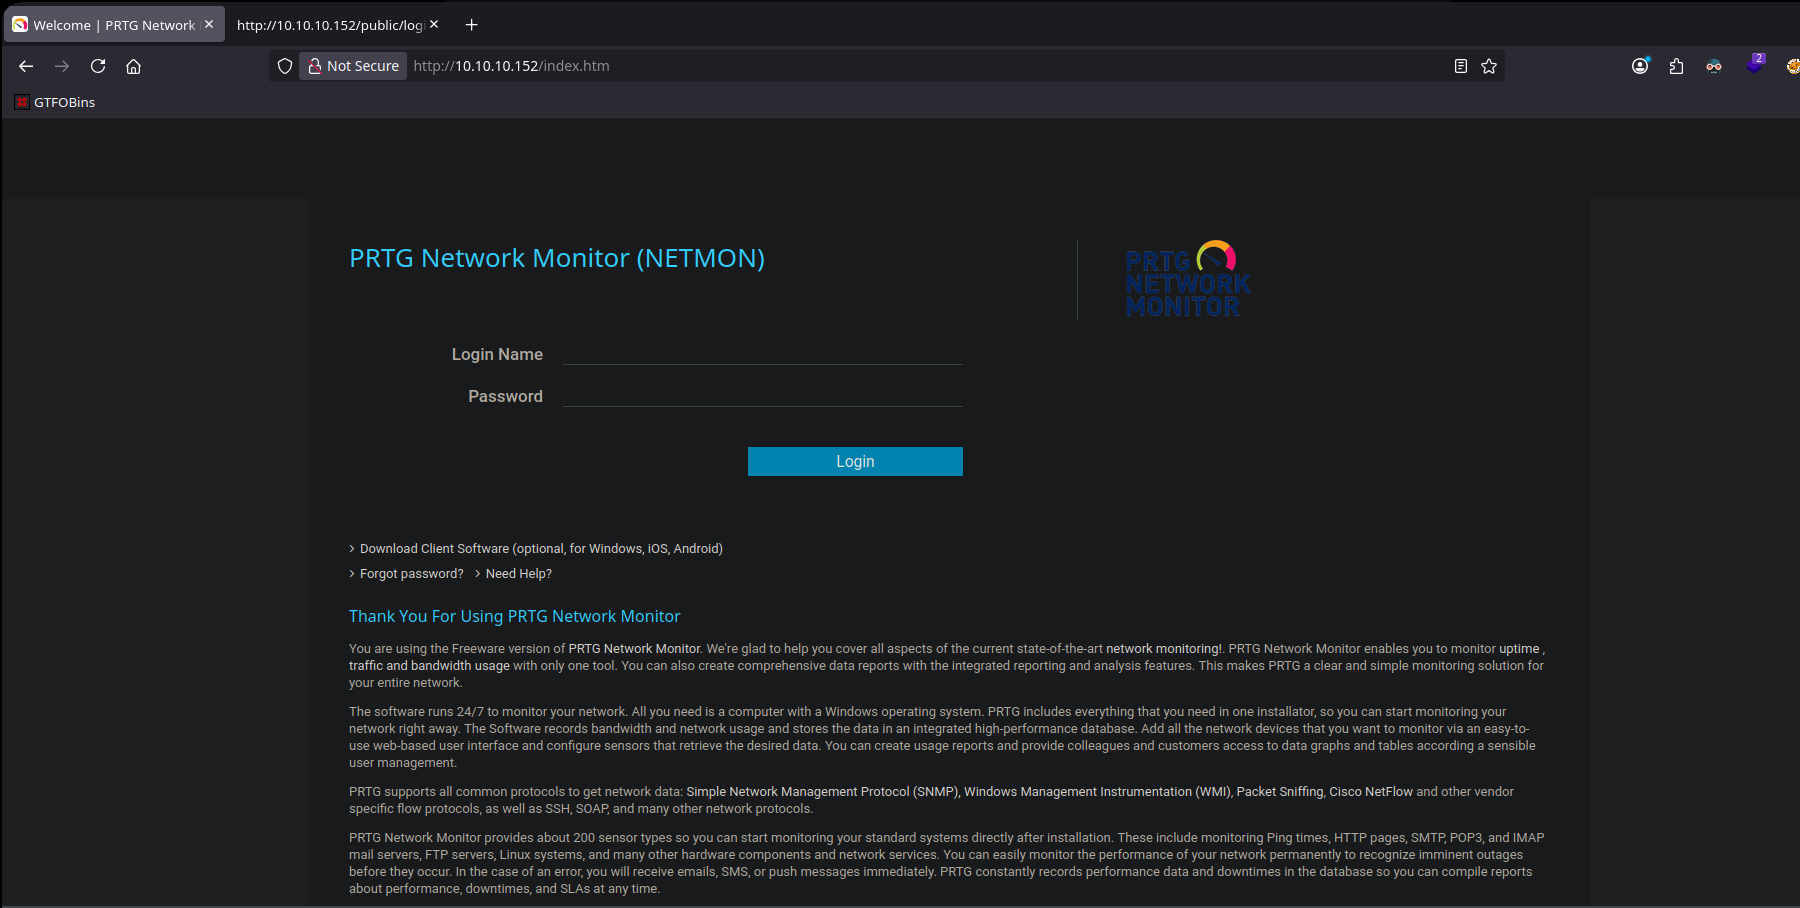 Welcome | PRTG Network
http://10.10.10.152/public/log
Not Secure
http://10.10.10.152/index.htm
2
GTFOBins
PRTG Network Monitor (NETMON)
PRTG
NETWORK
MONITOR
Login Name
Password
Login
Download Client Software (optional, for Windows, iOS, Android)
Forgot password? Need Help?
Thank You For Using PRTG Network Monitor
You are using the Freeware version of PRTG Network Monitor. We're glad to help you cover all aspects of the current state-of-the-art network monitoring!. PRTG Network Monitor enables you to monitor uptime ,
traffic and bandwidth usage with only one tool. You can also create comprehensive data reports with the integrated reporting and analysis features. This makes PRTG a clear and simple monitoring solution for
your entire network.
The software runs 24/7 to monitor your network. All you need is a computer with a Windows operating system. PRTG includes everything that you need in one installator, so you can start monitoring your
network right away. The Software records bandwidth and network usage and stores the data in an integrated high-performance database. Add all the network devices that you want to monitor via an easy-to-
use web-based user interface and configure sensors that retrieve the desired data. You can create usage reports and provide colleagues and customers access to data graphs and tables according a sensible
user management.
PRTG supports all common protocols to get network data: Simple Network Management Protocol (SNMP), Windows Management Instrumentation (WMI), Packet Sniffing, Cisco NetFlow and other vendor
specific flow protocols, as well as SSH, SOAP, and many other network protocols.
PRTG Network Monitor provides about 200 sensor types so you can start monitoring your standard systems directly after installation. These include monitoring Ping times, HTTP pages, SMTP, POP3, and IMAP
mail servers, FTP servers, Linux systems, and many other hardware components and network services. You can easily monitor the performance of your network permanently to recognize imminent outages
before they occur. In the case of an error, you will receive emails, SMS, or push messages immediately. PRTG constantly records performance data and downtimes in the database so you can compile reports
about performance, downtimes, and SLAs at any time.